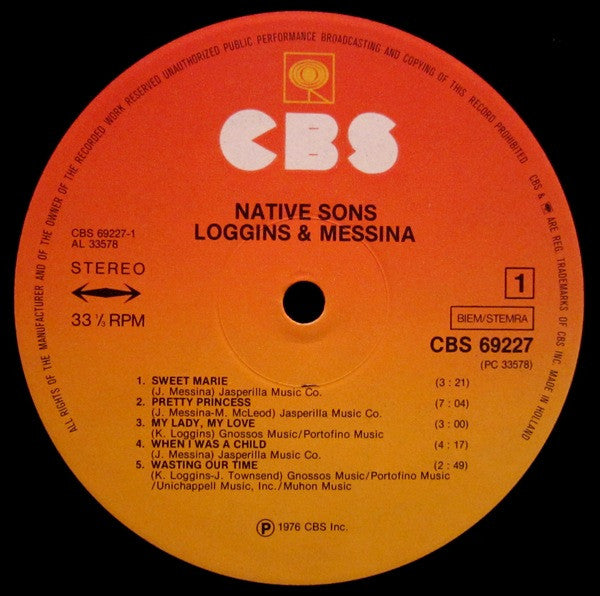 ALL RIGHTS OF THE MANUFACTURER AND OF THE OWNER OF THE RECORDED WORK RESERVED UNAUTHORIZED PUBLIC PERFORMANCE BROADCASTING AND COPYING OF THIS RECORD PROHIBITED
CBS & ARE REG. TRADEMARKS OF CBS INC. MADE IN HOLLAND
CBS
NATIVE SONS
LOGGINS & MESSINA
CBS 69227-1
AL 33578
STEREO
33 ⅓ RPM
1
BIEM/STEMRA
CBS 69227
(PC 33578)
1. SWEET MARIE (3 : 21)
(J. Messina) Jasperilla Music Co.
2. PRETTY PRINCESS (7 : 04)
(J. Messina-M. McLeod) Jasperilla Music Co.
3. MY LADY, MY LOVE (3 : 00)
(K. Loggins) Gnossos Music/Portofino Music
4. WHEN I WAS A CHILD (4 : 17)
(J. Messina) Jasperilla Music Co.
5. WASTING OUR TIME (2 : 49)
(K. Loggins-J. Townsend) Gnossos Music/Portofino Music
/Unichappell Music, Inc./Muhon Music
℗ 1976 CBS Inc.